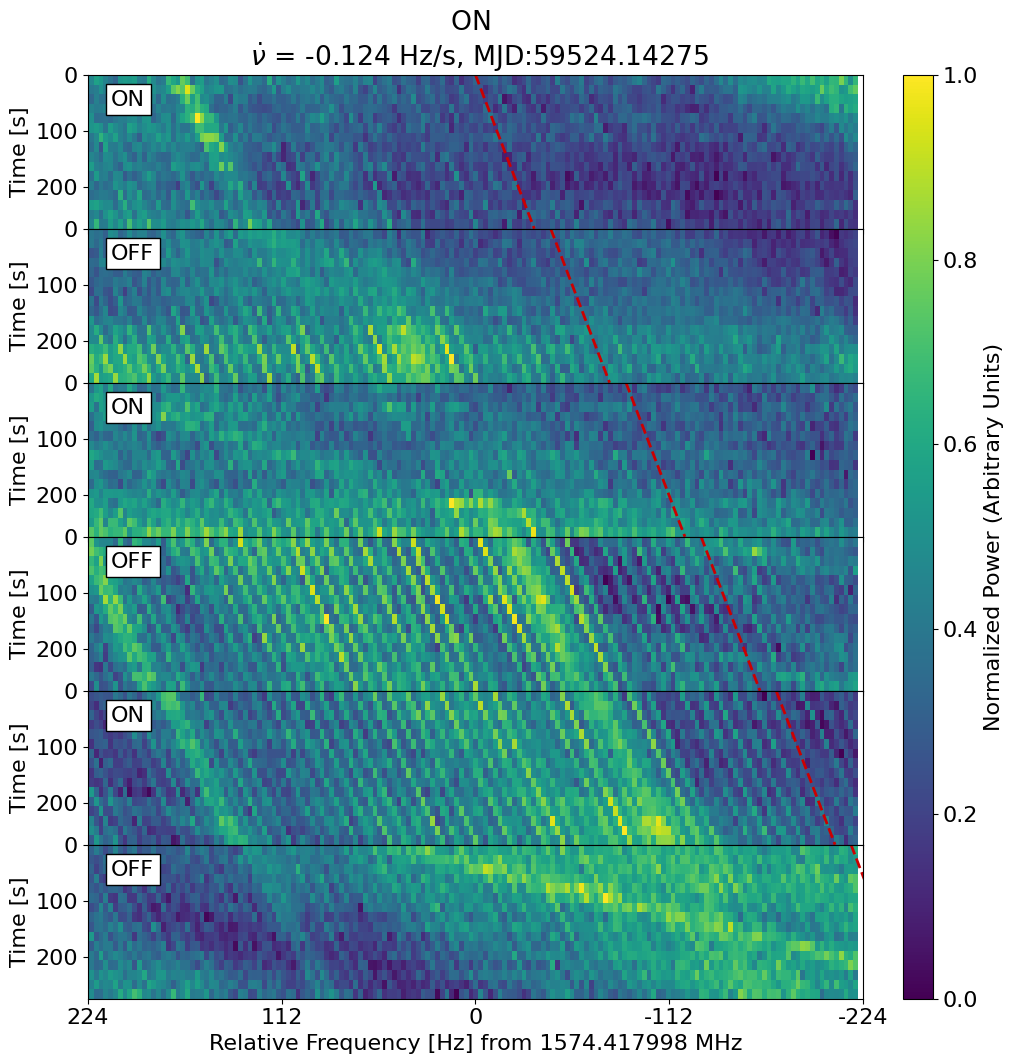 ON
ν̇ = -0.124 Hz/s, MJD:59524.14275
0
ON
100
Time [s]
200
0
OFF
100
Time [s]
200
0
ON
100
Time [s]
200
0
OFF
100
Time [s]
200
0
ON
100
Time [s]
200
0
OFF
100
Time [s]
200
224 112 0 -112 -224
Relative Frequency [Hz] from 1574.417998 MHz
1.0
0.8
0.6
0.4
0.2
0.0
Normalized Power (Arbitrary Units)